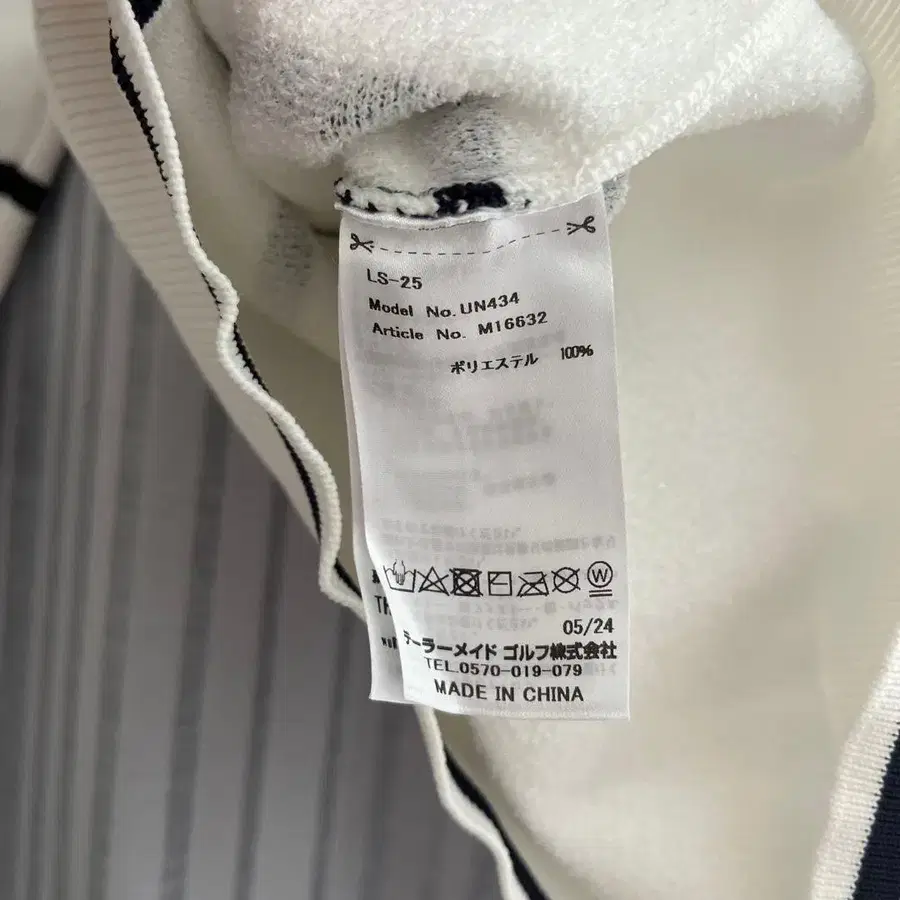 LS-25
Model No. UN434
Article No. M16632
ポリエステル 100%
W
05/24
テーラーメイド ゴルフ株式会社
TEL.0570-019-079
MADE IN CHINA